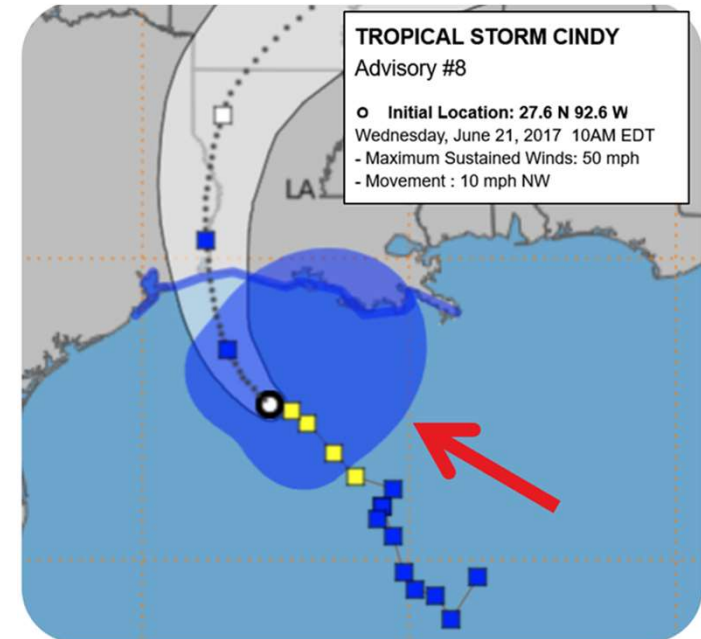 TROPICAL STORM CINDY
Advisory #8
Initial Location: 27.6 N 92.6 W
Wednesday, June 21, 2017 10AM EDT
- Maximum Sustained Winds: 50 mph
- Movement : 10 mph NW
LA